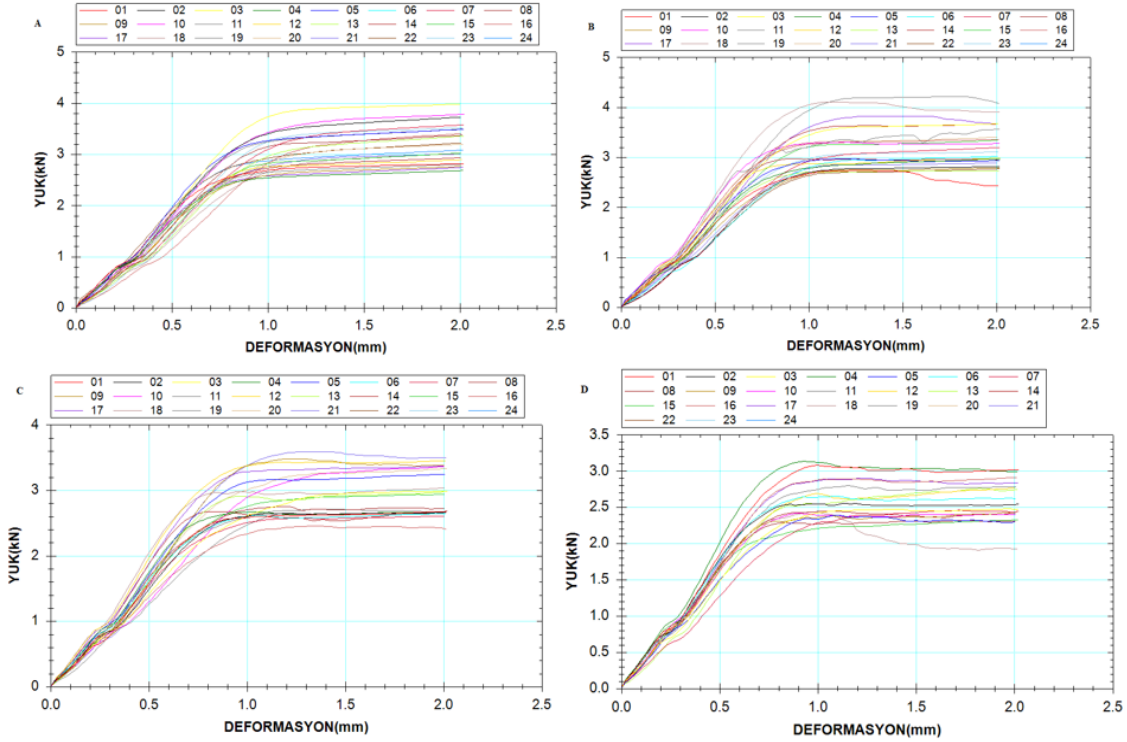 A
01 02 03 04 05 06 07 08
09 10 11 12 13 14 15 16
17 18 19 20 21 22 23 24
5
4
3
2
1
0
YUK(kN)
0.0 0.5 1.0 1.5 2.0 2.5
DEFORMASYON(mm)
B
01 02 03 04 05 06 07 08
09 10 11 12 13 14 15 16
17 18 19 20 21 22 23 24
5
4
3
2
1
0
YUK(kN)
0.0 0.5 1.0 1.5 2.0 2.5
DEFORMASYON(mm)
C
01 02 03 04 05 06 07 08
09 10 11 12 13 14 15 16
17 18 19 20 21 22 23 24
4
3
2
1
0
YUK(kN)
0.0 0.5 1.0 1.5 2.0 2.5
DEFORMASYON(mm)
D
01 02 03 04 05 06 07
08 09 10 11 12 13 14
15 16 17 18 19 20 21
22 23 24
3.5
3.0
2.5
2.0
1.5
1.0
0.5
0.0
YUK(kN)
0.0 0.5 1.0 1.5 2.0 2.5
DEFORMASYON(mm)